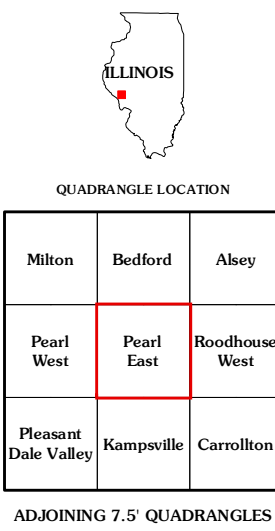 ILLINOIS
QUADRANGLE LOCATION
Milton
Bedford
Alsey
Pearl
West
Pearl
East
Roodhouse
West
Pleasant
Dale Valley
Kampsville
Carrollton
ADJOINING 7.5' QUADRANGLES